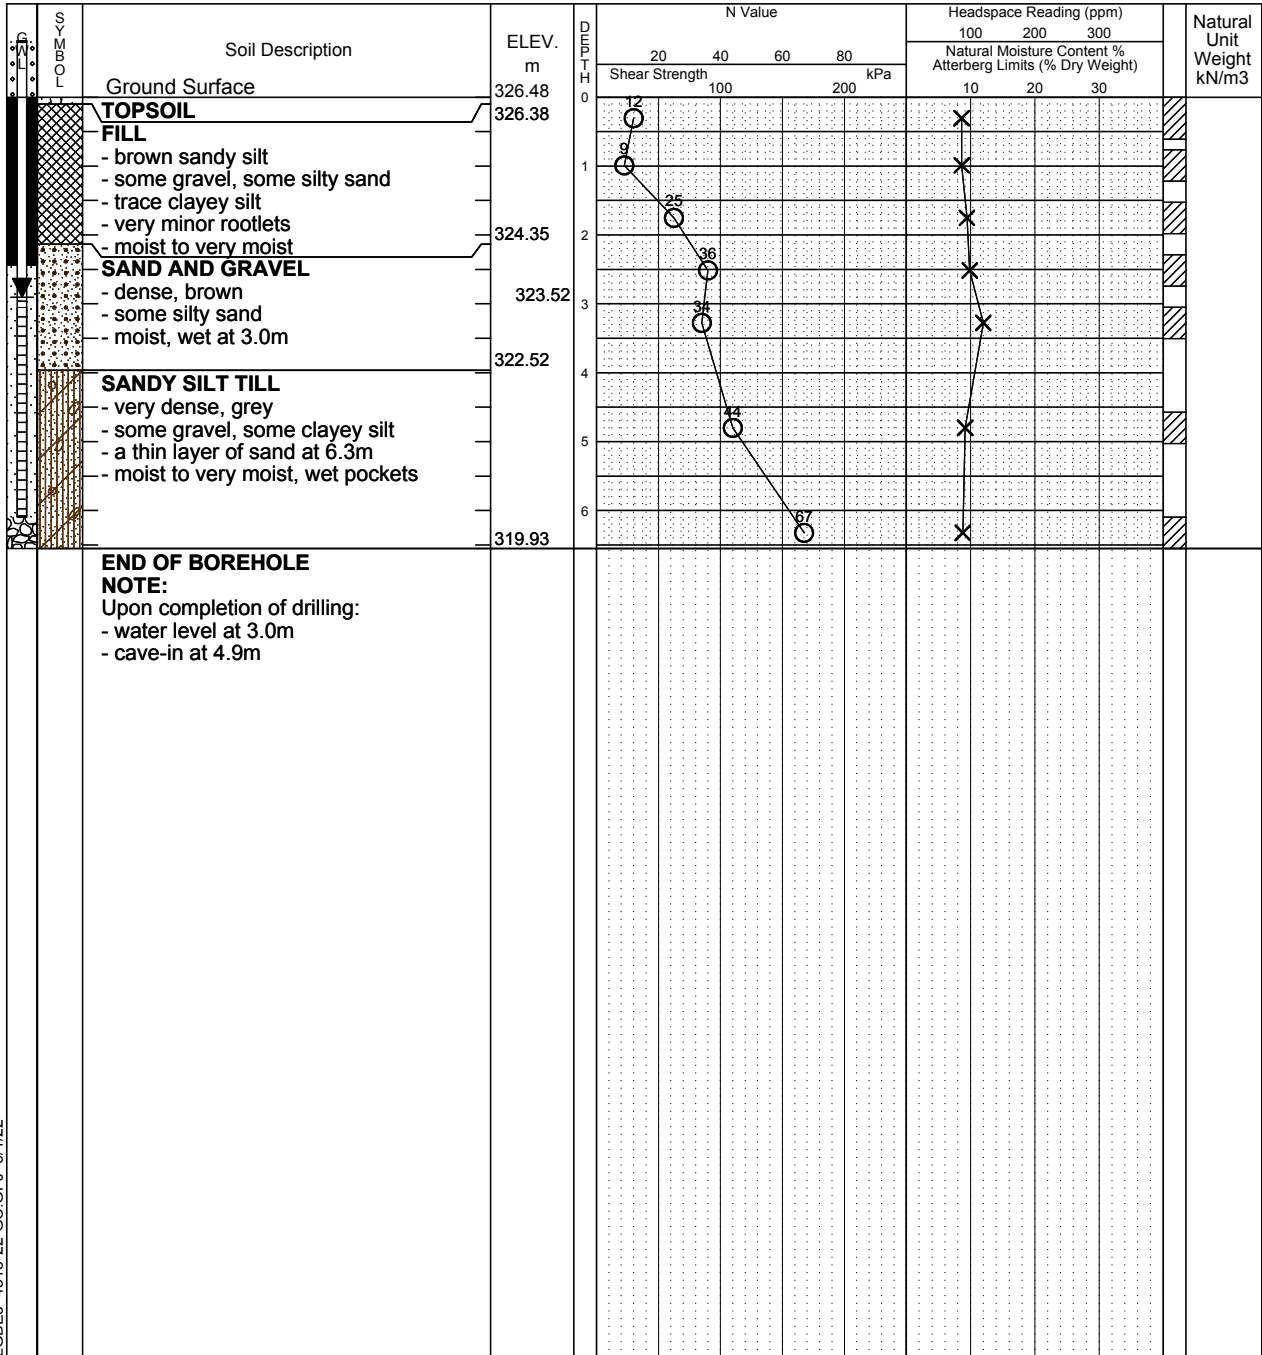 GWL
SYMBOL
Soil Description
Ground Surface
ELEV.
m
326.48
DEPTH
N Value
20 40 60 80
Shear Strength kPa
100 200
Headspace Reading (ppm)
100 200 300
Natural Moisture Content %
Atterberg Limits (% Dry Weight)
10 20 30
Natural
Unit
Weight
kN/m3
0
TOPSOIL
326.38
12
FILL
- brown sandy silt
9
- some gravel, some silty sand
1
- trace clayey silt
25
- very minor rootlets
324.35
2
- moist to very moist
36
SAND AND GRAVEL
- dense, brown
323.52
3
- some silty sand
34
- moist, wet at 3.0m
322.52
4
SANDY SILT TILL
- very dense, grey
44
- some gravel, some clayey silt
5
- a thin layer of sand at 6.3m
- moist to very moist, wet pockets
6
67
319.93
END OF BOREHOLE
NOTE:
Upon completion of drilling:
- water level at 3.0m
- cave-in at 4.9m